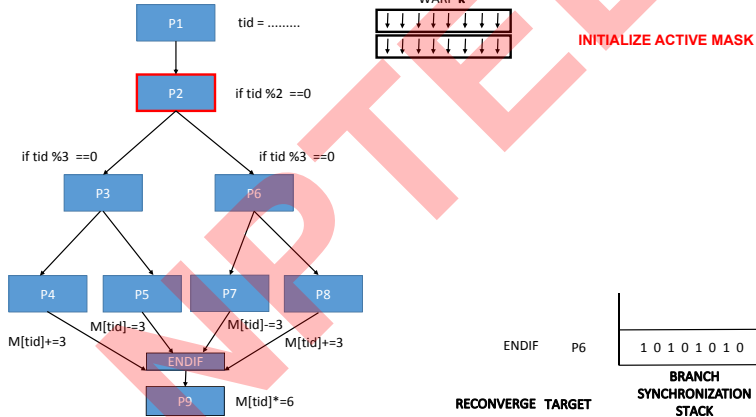 WARP k
P1
tid = .........
INITIALIZE ACTIVE MASK
P2
if tid %2 ==0
if tid %3 ==0
if tid %3 ==0
P3
P6
P4
P5
P7
P8
M[tid]+=3
M[tid]-=3
M[tid]-=3
M[tid]+=3
ENDIF
P9
M[tid]*=6
ENDIF
P6
1 0 1 0 1 0 1 0
RECONVERGE
TARGET
BRANCH
SYNCHRONIZATION
STACK
NPTEL